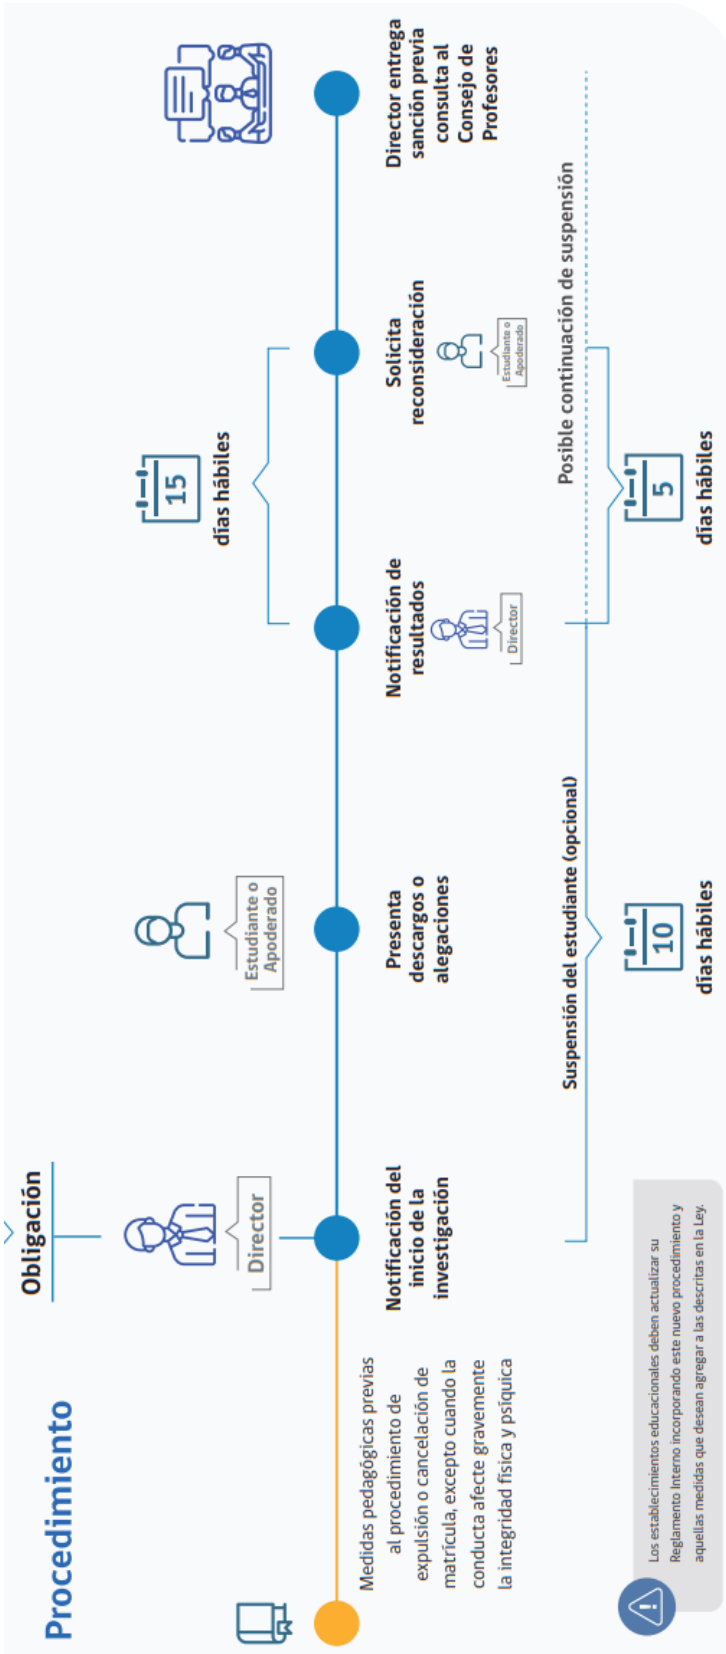 Procedimiento
Obligación
Director
Medidas pedagógicas previas
al procedimiento de
expulsión o cancelación de
matrícula, excepto cuando la
conducta afecte gravemente
la integridad física y psíquica
Notificación del
inicio de la
investigación
Estudiante o
Apoderado
Presenta
descargos o
alegaciones
15
días hábiles
Notificación de
resultados
Director
Solicita
reconsideración
Estudiante o
Apoderado
Director entrega
sanción previa
consulta al
Consejo de
Profesores
Suspensión del estudiante (opcional)
10
días hábiles
Posible continuación de suspensión
5
días hábiles
Los establecimientos educacionales deben actualizar su
Reglamento Interno incorporando este nuevo procedimiento y
aquellas medidas que desean agregar a las descritas en la Ley.